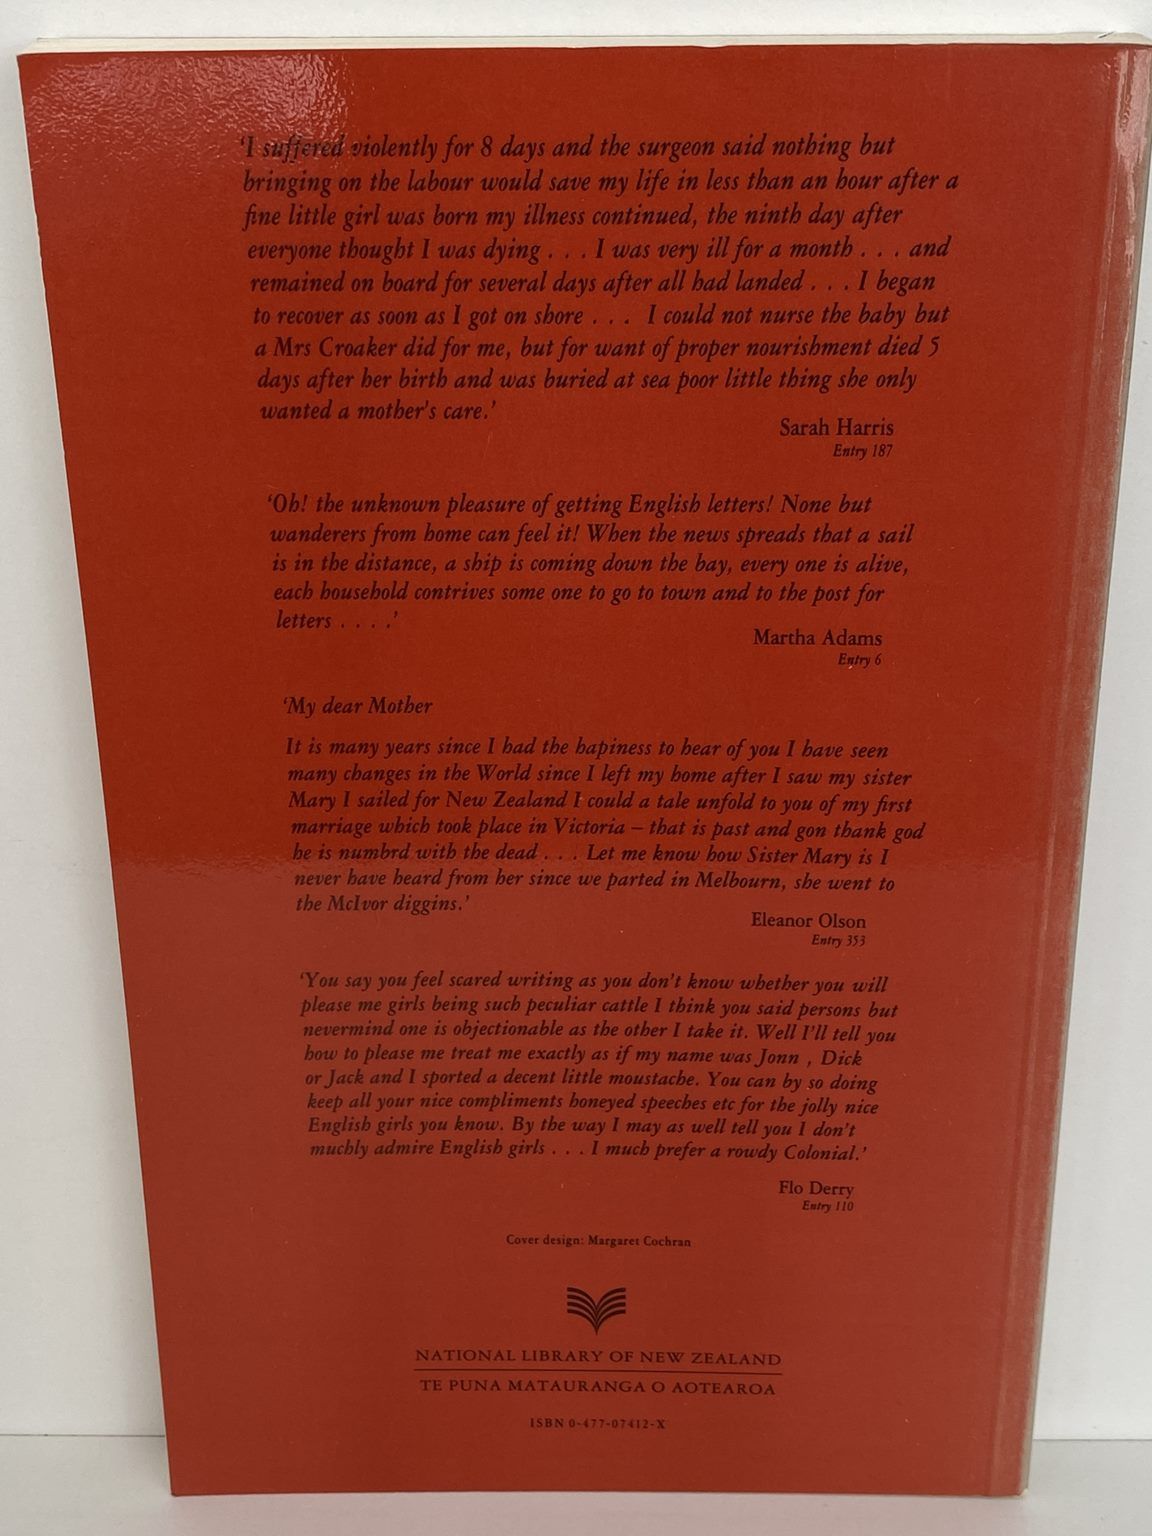 ‘I suffered violently for 8 days and the surgeon said nothing but
bringing on the labour would save my life in less than an hour after a
fine little girl was born my illness continued, the ninth day after
everyone thought I was dying . . . I was very ill for a month . . . and
remained on board for several days after all had landed . . . I began
to recover as soon as I got on shore . . . I could not nurse the baby but
a Mrs Croaker did for me, but for want of proper nourishment died 5
days after her birth and was buried at sea poor little thing she only
wanted a mother's care.’
Sarah Harris
Entry 187
‘Oh! the unknown pleasure of getting English letters! None but
wanderers from home can feel it! When the news spreads that a sail
is in the distance, a ship is coming down the bay, every one is alive,
each household contrives some one to go to town and to the post for
letters . . . .’
Martha Adams
Entry 6
‘My dear Mother
It is many years since I had the hapiness to hear of you I have seen
many changes in the World since I left my home after I saw my sister
Mary I sailed for New Zealand I could a tale unfold to you of my first
marriage which took place in Victoria – that is past and gon thank god
he is numbrd with the dead . . . Let me know how Sister Mary is I
never have heard from her since we parted in Melbourn, she went to
the McIvor diggins.’
Eleanor Olson
Entry 353
‘You say you feel scared writing as you don't know whether you will
please me girls being such peculiar cattle I think you said persons but
nevermind one is objectionable as the other I take it. Well I'll tell you
how to please me treat me exactly as if my name was Jonn , Dick
or Jack and I sported a decent little moustache. You can by so doing
keep all your nice compliments honeyed speeches etc for the jolly nice
English girls you know. By the way I may as well tell you I don't
muchly admire English girls . . . I much prefer a rowdy Colonial.’
Flo Derry
Entry 110
Cover design: Margaret Cochran
NATIONAL LIBRARY OF NEW ZEALAND
TE PUNA MATAURANGA O AOTEAROA
ISBN 0-477-07412-X